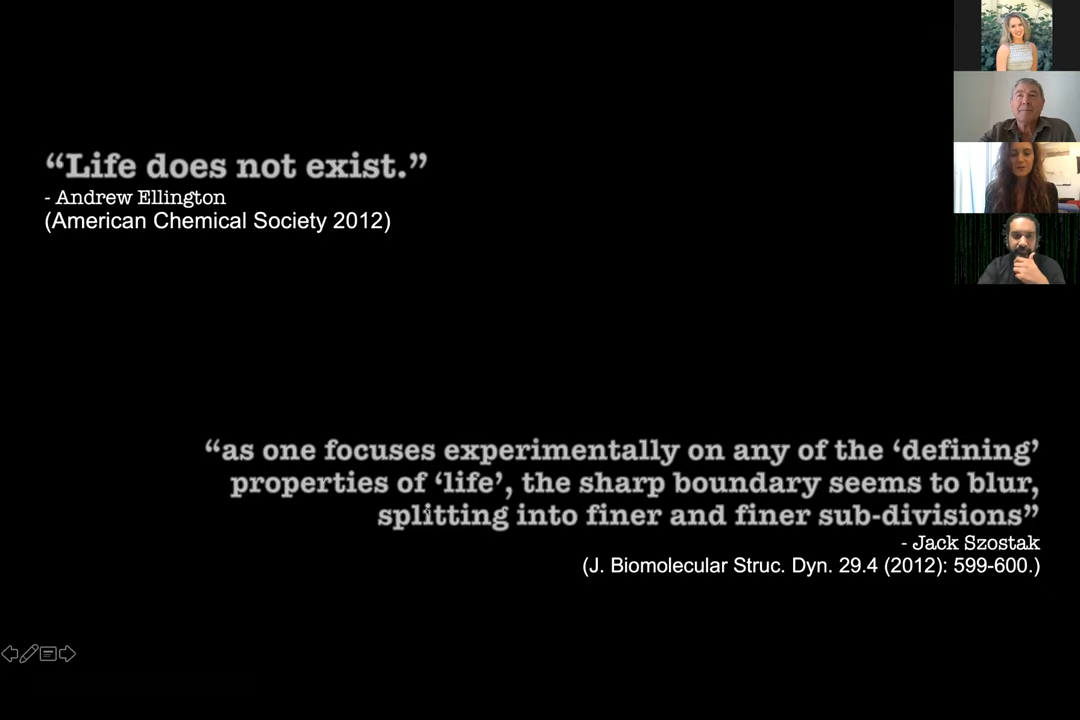 “Life does not exist.”
- Andrew Ellington
(American Chemical Society 2012)
“as one focuses experimentally on any of the ‘defining’
properties of ‘life’, the sharp boundary seems to blur,
splitting into finer and finer sub-divisions”
- Jack Szostak
(J. Biomolecular Struc. Dyn. 29.4 (2012): 599-600.)